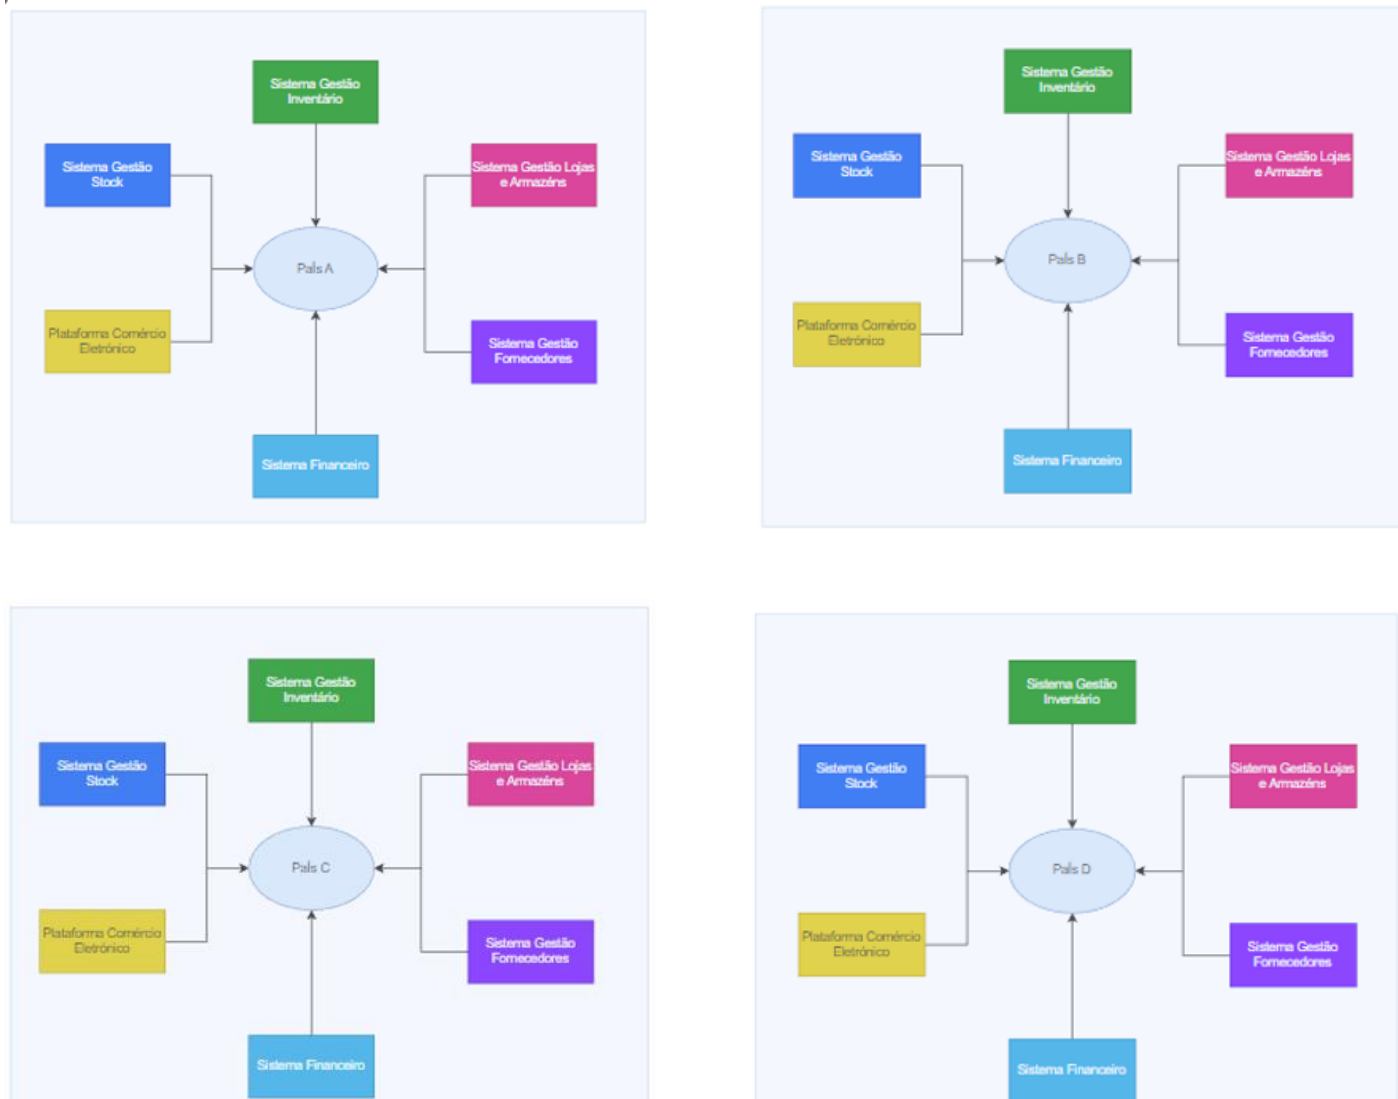 Sistema Gestão
Inventário
Sistema Gestão
Stock
Sistema Gestão Lojas
e Armazéns
País A
Plataforma Comércio
Eletrónico
Sistema Gestão
Fornecedores
Sistema Financeiro
Sistema Gestão
Inventário
Sistema Gestão
Stock
Sistema Gestão Lojas
e Armazéns
País B
Plataforma Comércio
Eletrónico
Sistema Gestão
Fornecedores
Sistema Financeiro
Sistema Gestão
Inventário
Sistema Gestão
Stock
Sistema Gestão Lojas
e Armazéns
País C
Plataforma Comércio
Eletrónico
Sistema Gestão
Fornecedores
Sistema Financeiro
Sistema Gestão
Inventário
Sistema Gestão
Stock
Sistema Gestão Lojas
e Armazéns
País D
Plataforma Comércio
Eletrónico
Sistema Gestão
Fornecedores
Sistema Financeiro